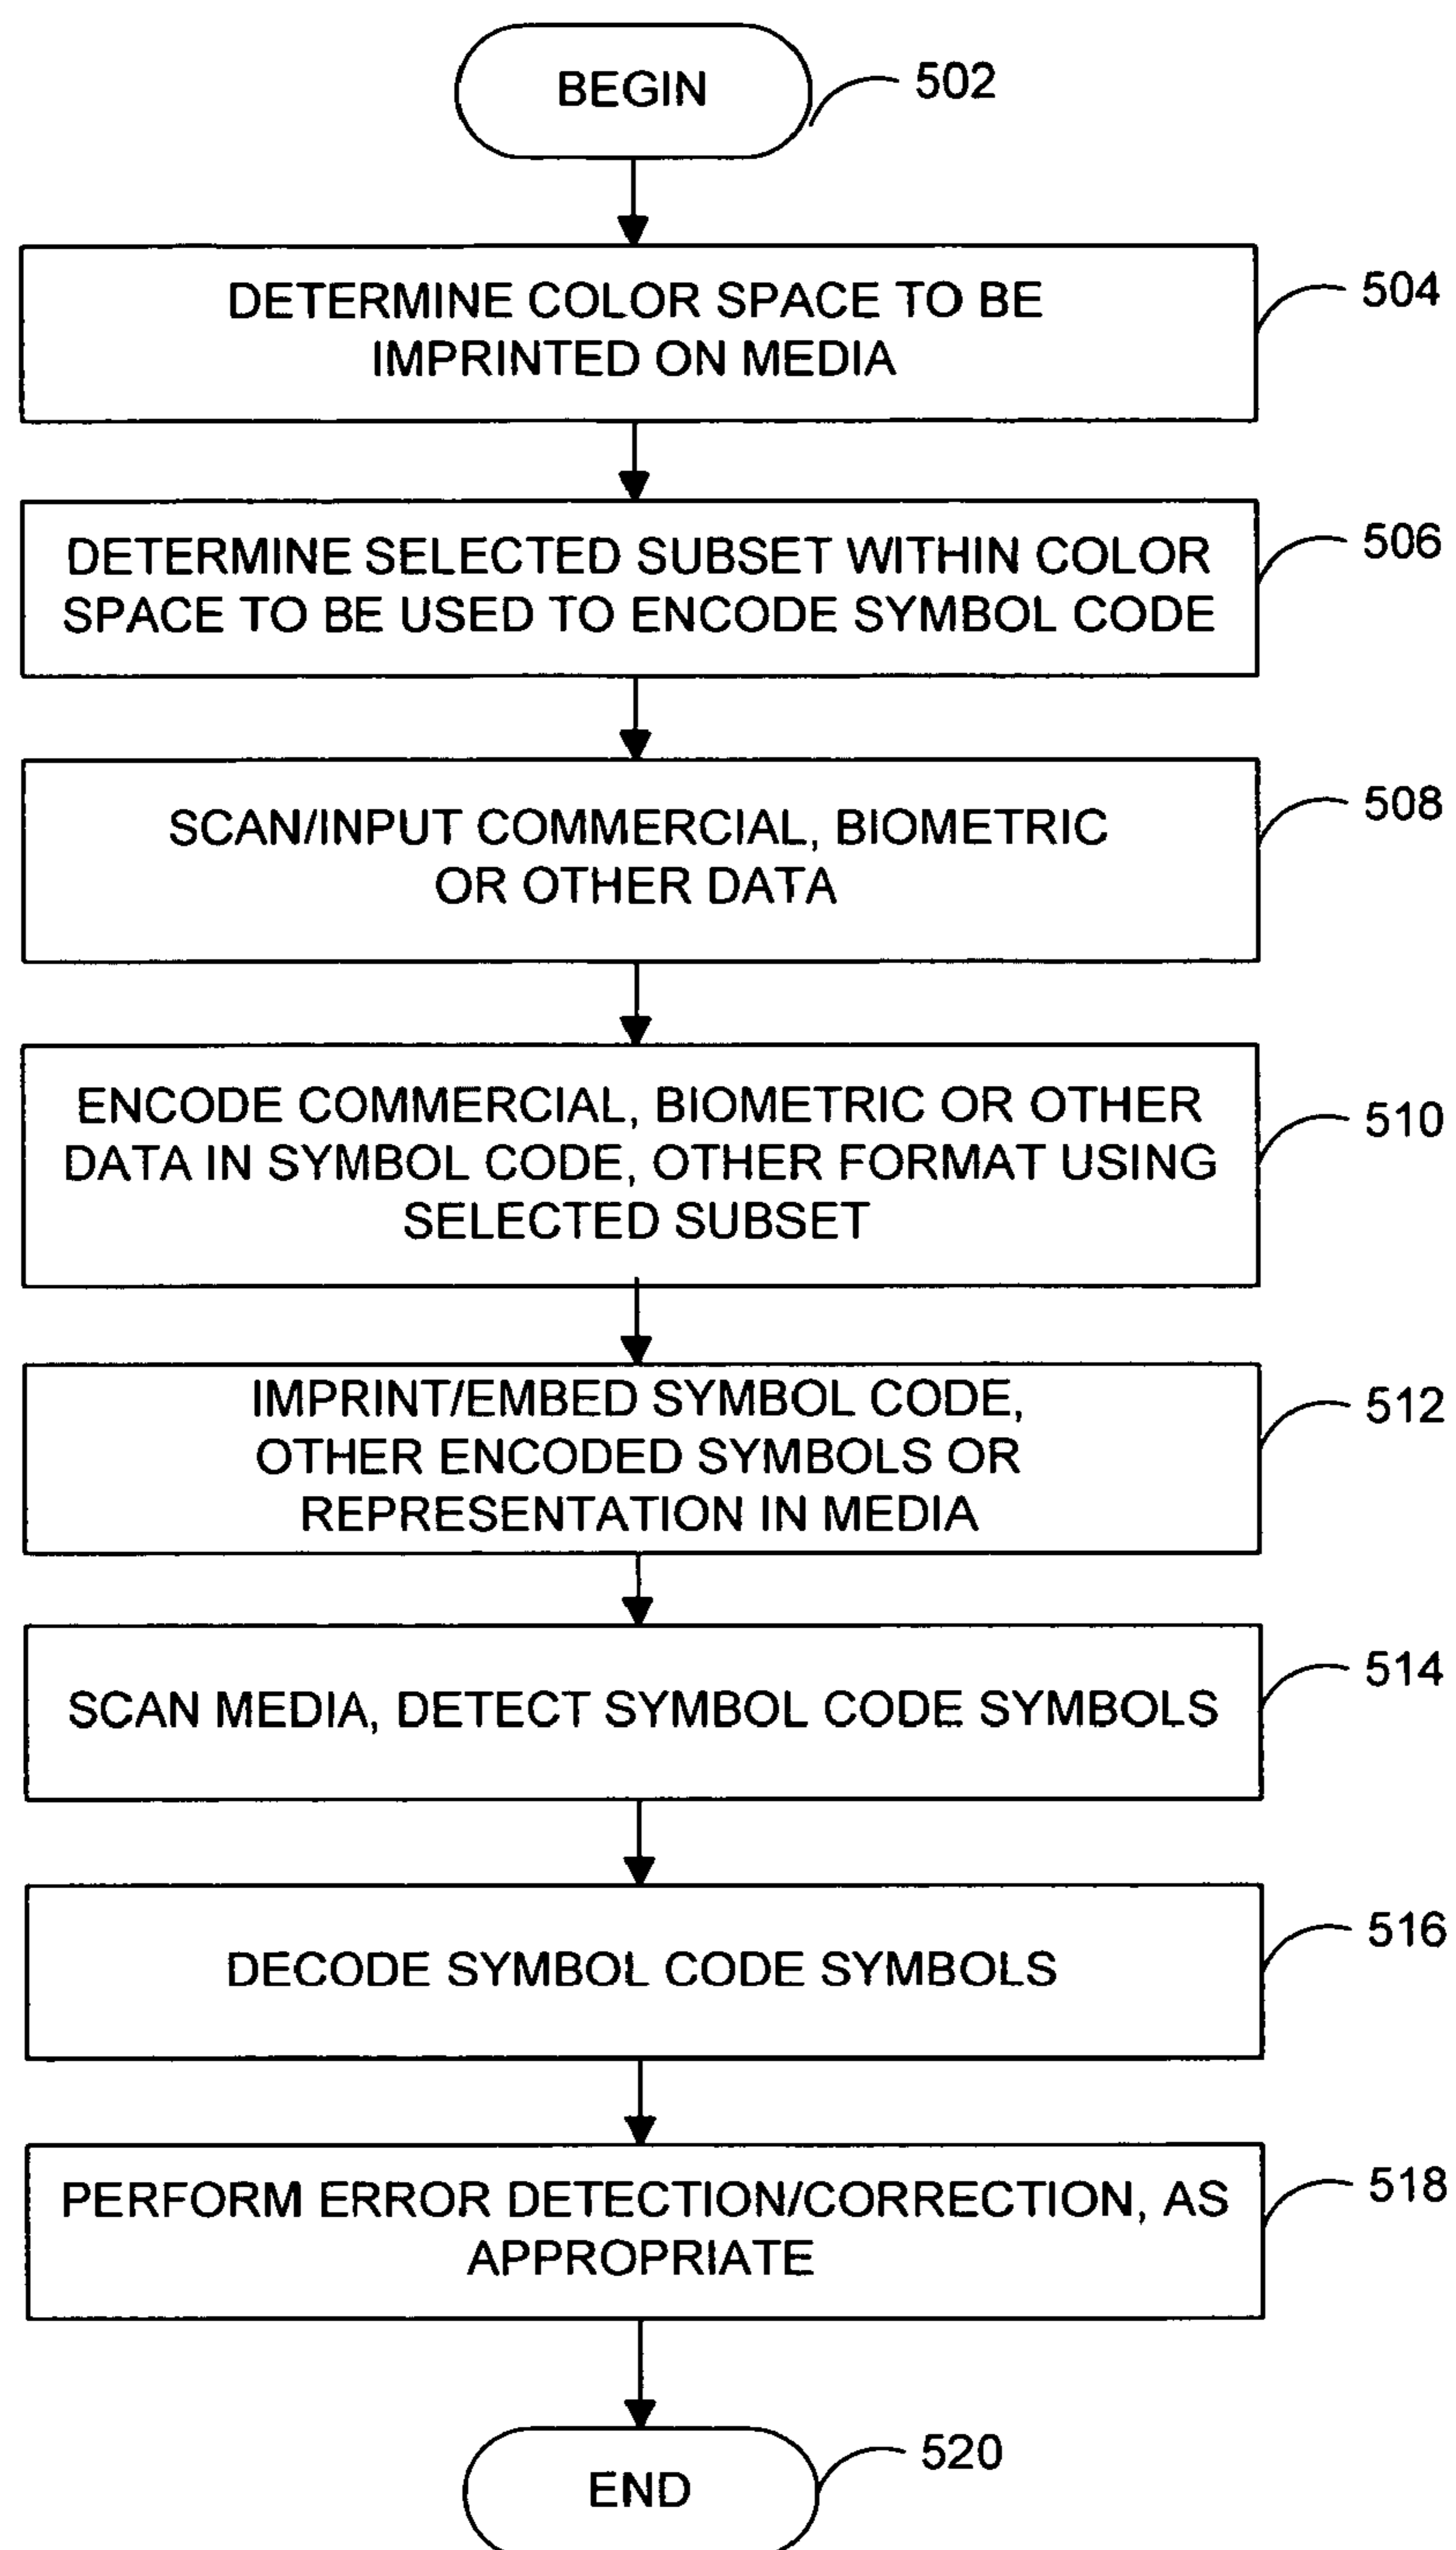 BEGIN
502
DETERMINE COLOR SPACE TO BE
IMPRINTED ON MEDIA
504
DETERMINE SELECTED SUBSET WITHIN COLOR
SPACE TO BE USED TO ENCODE SYMBOL CODE
506
SCAN/INPUT COMMERCIAL, BIOMETRIC
OR OTHER DATA
508
ENCODE COMMERCIAL, BIOMETRIC OR OTHER
DATA IN SYMBOL CODE, OTHER FORMAT USING
SELECTED SUBSET
510
IMPRINT/EMBED SYMBOL CODE,
OTHER ENCODED SYMBOLS OR
REPRESENTATION IN MEDIA
512
SCAN MEDIA, DETECT SYMBOL CODE SYMBOLS
514
DECODE SYMBOL CODE SYMBOLS
516
PERFORM ERROR DETECTION/CORRECTION, AS
APPROPRIATE
518
END
520